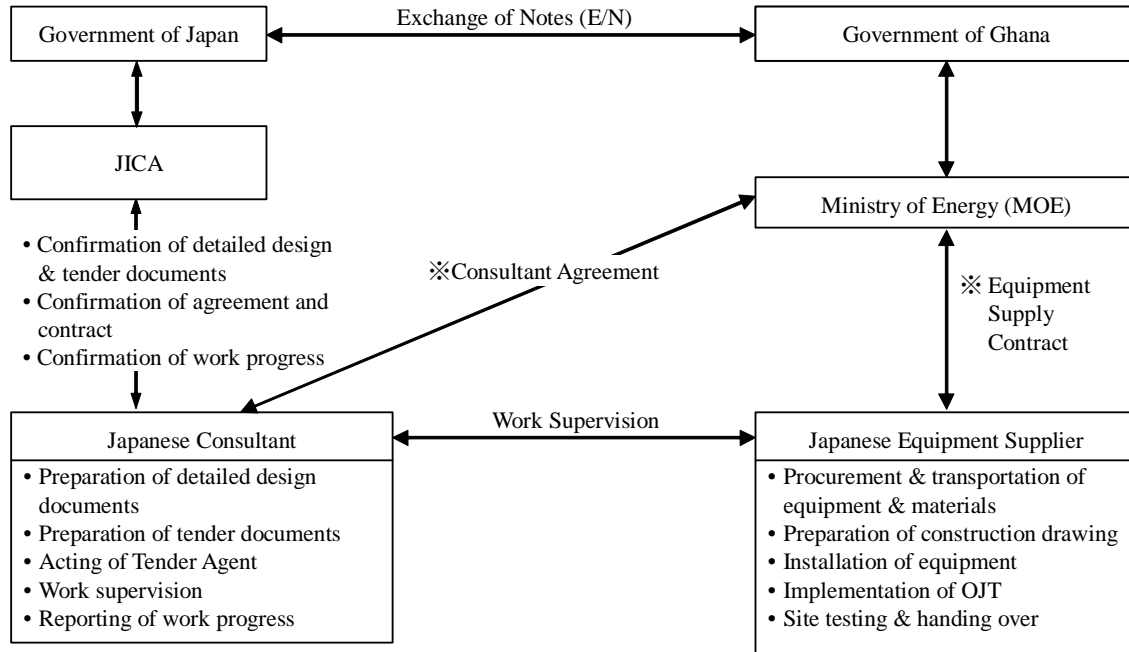 Exchange of Notes (E/N)
Government of Japan
Government of Ghana
JICA
Ministry of Energy (MOE)
• Confirmation of detailed design
& tender documents
• Confirmation of agreement and
contract
• Confirmation of work progress
※Consultant Agreement
※ Equipment
Supply
Contract
Japanese Consultant
Work Supervision
Japanese Equipment Supplier
• Preparation of detailed design
documents
• Preparation of tender documents
• Acting of Tender Agent
• Work supervision
• Reporting of work progress
• Procurement & transportation of
equipment & materials
• Preparation of construction drawing
• Installation of equipment
• Implementation of OJT
• Site testing & handing over